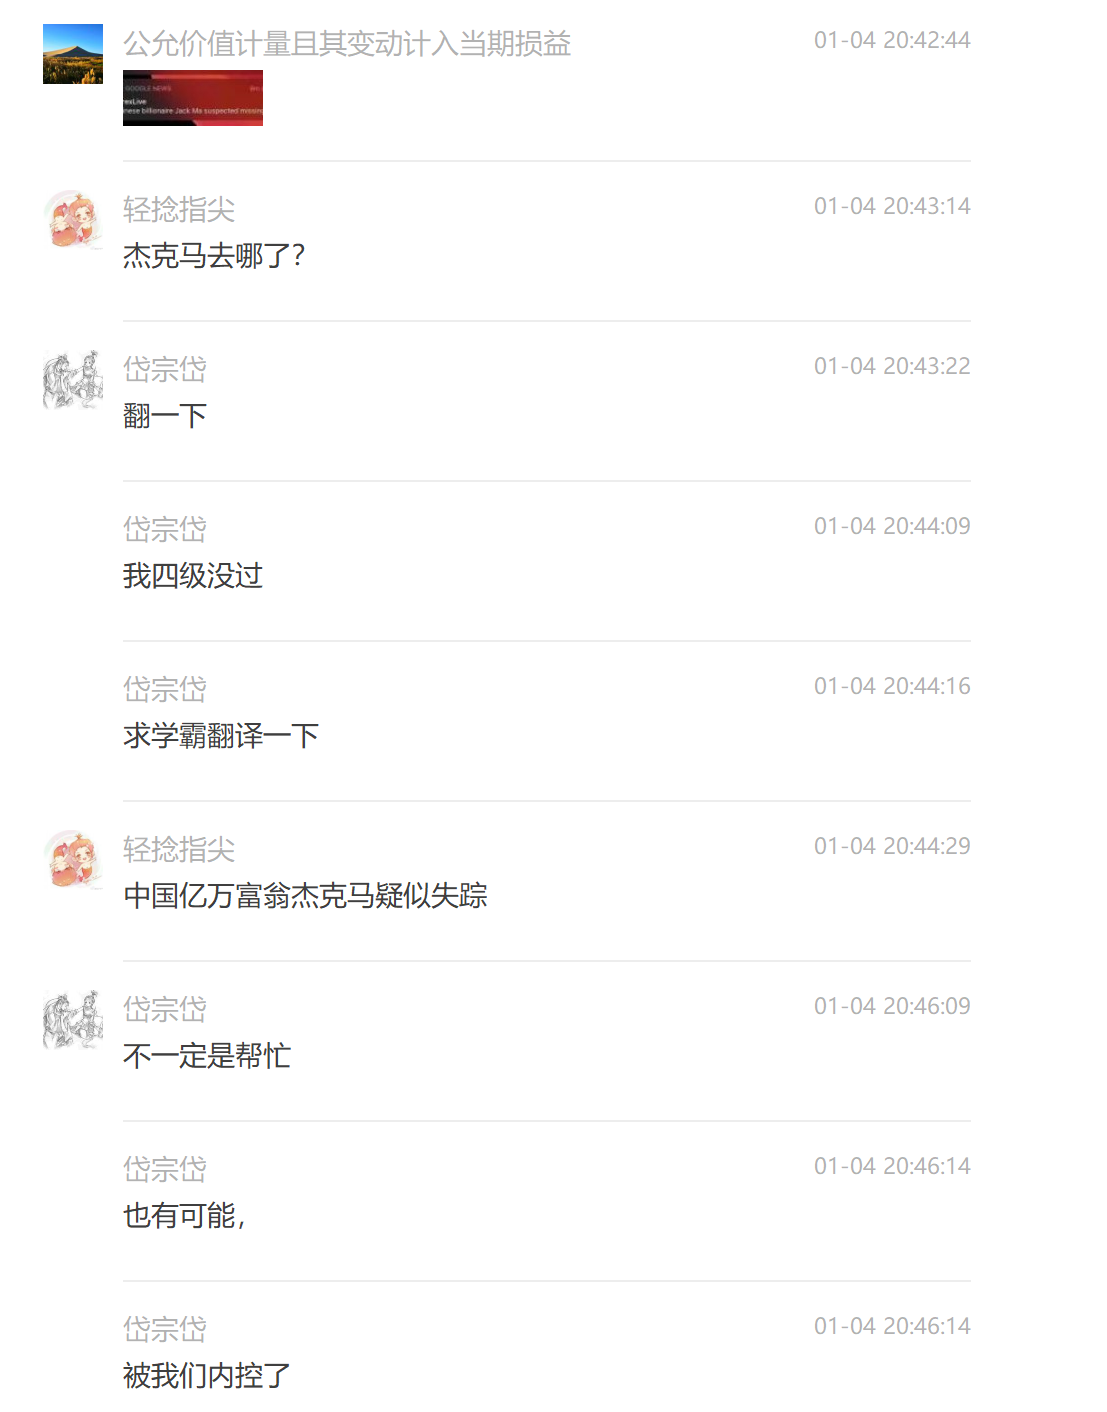 公允价值计量且其变动计入当期损益
01-04 20:42:44
GOOGLE NEWS
rexLive
nese billionaire Jack Ma suspected missing
轻捻指尖
01-04 20:43:14
杰克马去哪了?
岱宗岱
01-04 20:43:22
翻一下
岱宗岱
01-04 20:44:09
我四级没过
岱宗岱
01-04 20:44:16
求学霸翻译一下
轻捻指尖
01-04 20:44:29
中国亿万富翁杰克马疑似失踪
岱宗岱
01-04 20:46:09
不一定是帮忙
岱宗岱
01-04 20:46:14
也有可能，
岱宗岱
01-04 20:46:14
被我们内控了